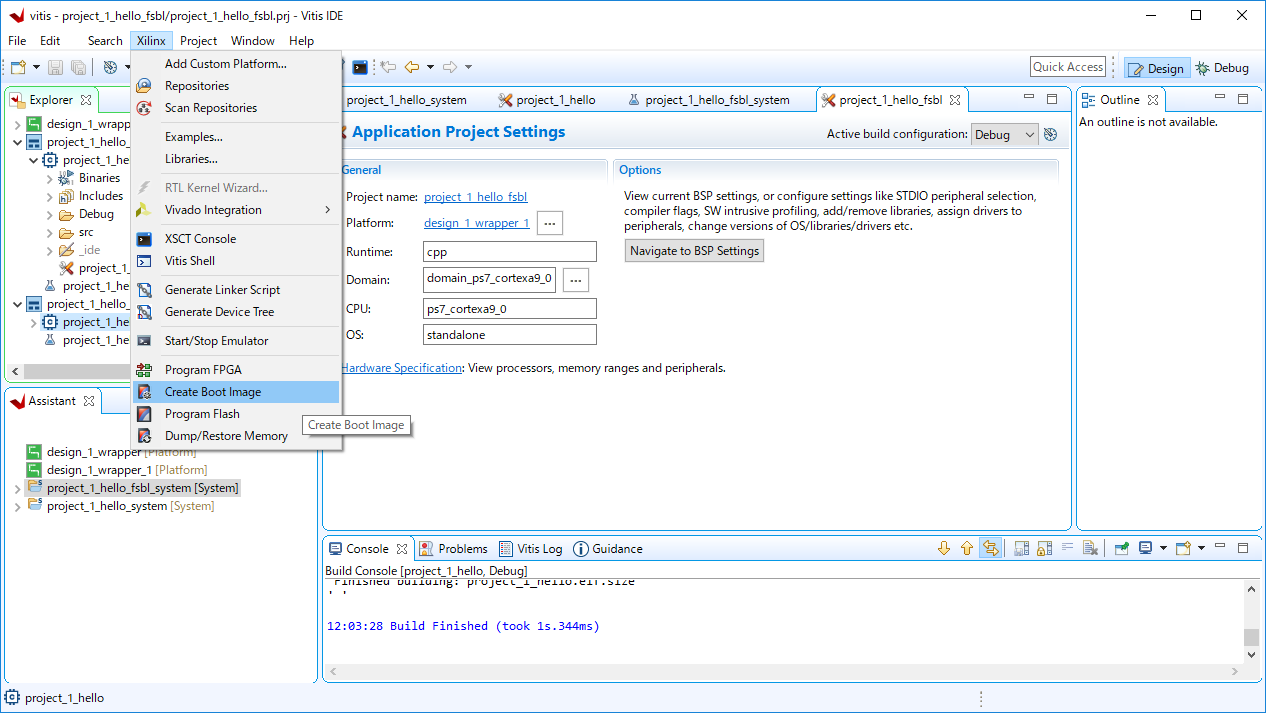 vitis - project_1_hello_fsbl/project_1_hello_fsbl.prj - Vitis IDE
File Edit Search Xilinx Project Window Help
Quick Access
Design
Debug
Explorer
design_1_wrapp
project_1_hello_
project_1_he
Binaries
Includes
Debug
src
_ide
project_1_
project_1_he
project_1_hello_
project_1_he
project_1_he
Add Custom Platform...
Repositories
Scan Repositories
Examples...
Libraries...
RTL Kernel Wizard...
Vivado Integration
XSCT Console
Vitis Shell
Generate Linker Script
Generate Device Tree
Start/Stop Emulator
Program FPGA
Create Boot Image
Program Flash
Dump/Restore Memory
Create Boot Image
Assistant
design_1_wrapper [Platform]
design_1_wrapper_1 [Platform]
project_1_hello_fsbl_system [System]
project_1_hello_system [System]
project_1_hello_system
project_1_hello
project_1_hello_fsbl_system
project_1_hello_fsbl
Application Project Settings
Active build configuration: Debug
General
Project name: project_1_hello_fsbl
Platform: design_1_wrapper_1 ...
Runtime: cpp
Domain: domain_ps7_cortexa9_0 ...
CPU: ps7_cortexa9_0
OS: standalone
Hardware Specification: View processors, memory ranges and peripherals.
Options
View current BSP settings, or configure settings like STDIO peripheral selection,
compiler flags, SW intrusive profiling, add/remove libraries, assign drivers to
peripherals, change versions of OS/libraries/drivers etc.
Navigate to BSP Settings
Outline
An outline is not available.
Console
Problems
Vitis Log
Guidance
Build Console [project_1_hello, Debug]
'Finished building: project_1_hello.elf.size
' '
12:03:28 Build Finished (took 1s.344ms)
project_1_hello